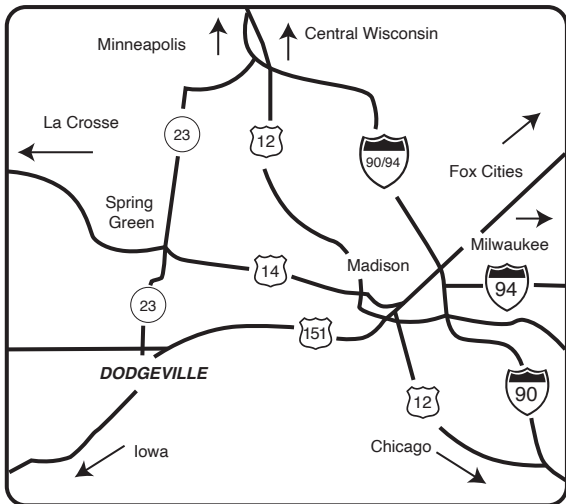 Minneapolis
Central Wisconsin
La Crosse
23
12
90/94
Fox Cities
Spring
Green
Milwaukee
Madison
14
94
23
151
DODGEVILLE
12
90
Iowa
Chicago